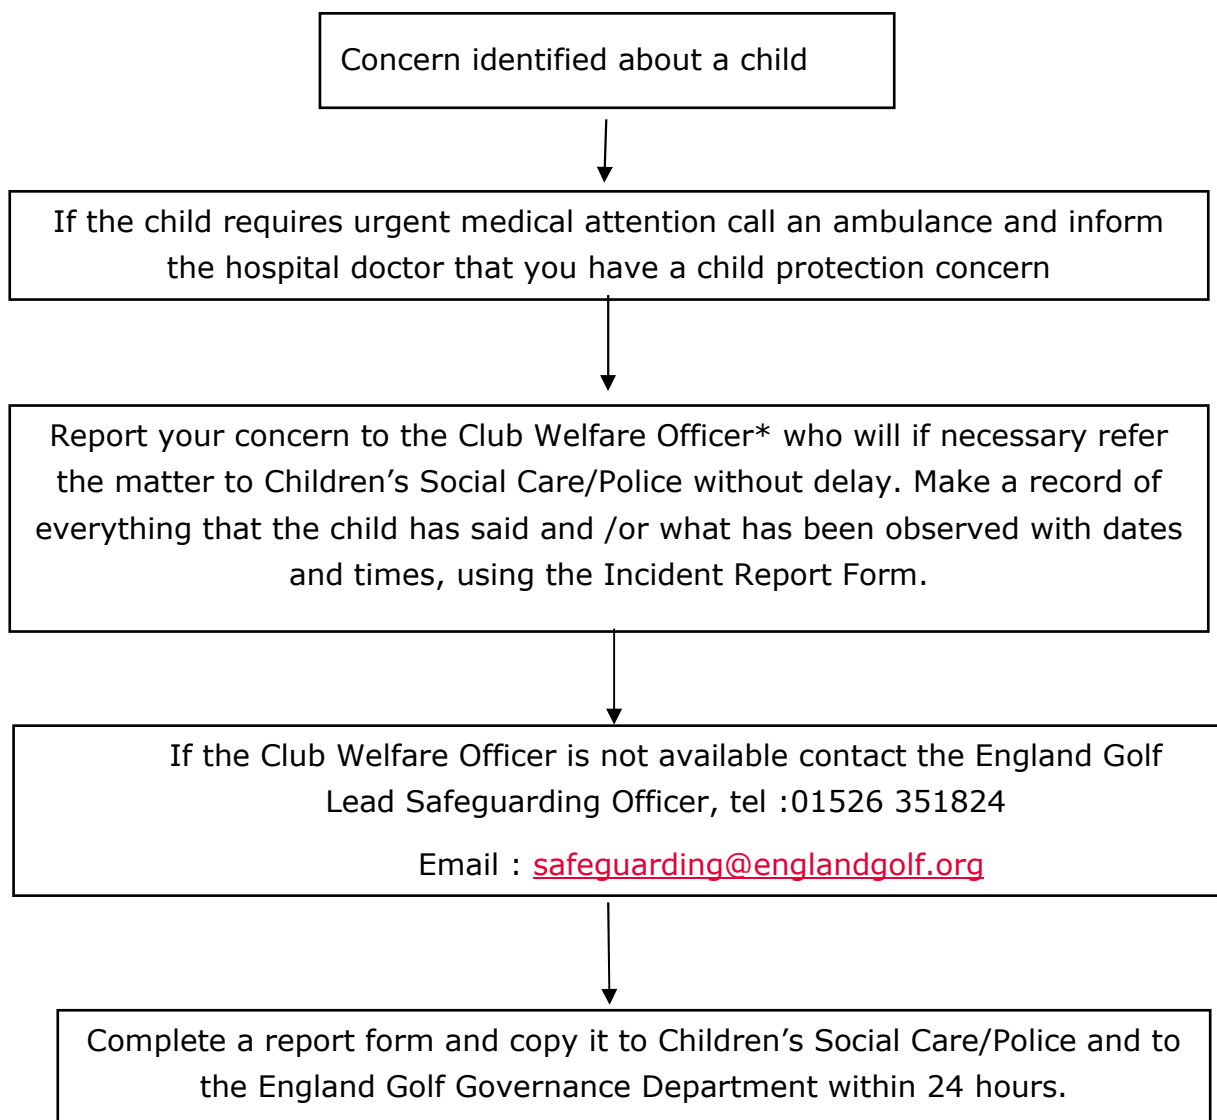 Concern identified about a child
If the child requires urgent medical attention call an ambulance and inform
the hospital doctor that you have a child protection concern
Report your concern to the Club Welfare Officer* who will if necessary refer
the matter to Children’s Social Care/Police without delay. Make a record of
everything that the child has said and /or what has been observed with dates
and times, using the Incident Report Form.
If the Club Welfare Officer is not available contact the England Golf
Lead Safeguarding Officer, tel :01526 351824
Email : safeguarding@englandgolf.org
Complete a report form and copy it to Children’s Social Care/Police and to
the England Golf Governance Department within 24 hours.